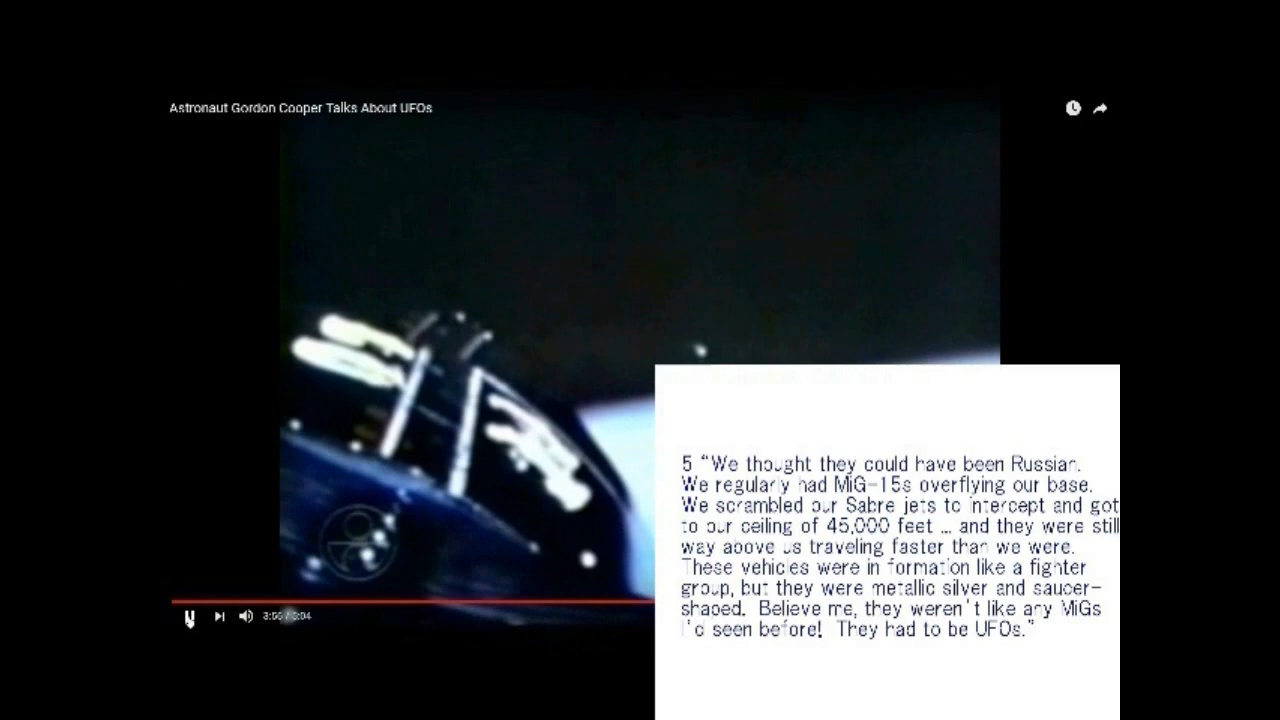 Astronaut Gordon Cooper Talks About UFOs
5 “We thought they could have been Russian.
We regularly had MiG-15s overflying our base.
We scrambled our Sabre jets to intercept and got
to our ceiling of 45,000 feet … and they were still
way above us traveling faster than we were.
These vehicles were in formation like a fighter
group, but they were metallic silver and saucer-
shaped. Believe me, they weren't like any MiGs
I'd seen before! They had to be UFOs.”